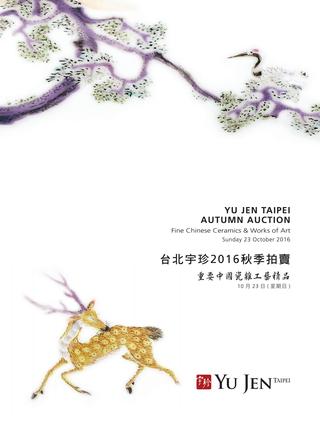 YU JEN TAIPEI
AUTUMN AUCTION
Fine Chinese Ceramics & Works of Art
Sunday 23 October 2016
台北宇珍2016秋季拍賣
重要中國瓷雜工藝精品
10月23日(星期日)
宇珍 YU JEN TAIPEI